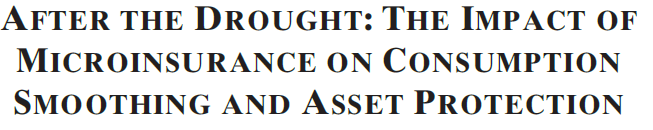 AFTER THE DROUGHT: THE IMPACT OF
MICROINSURANCE ON CONSUMPTION
SMOOTHING AND ASSET PROTECTION